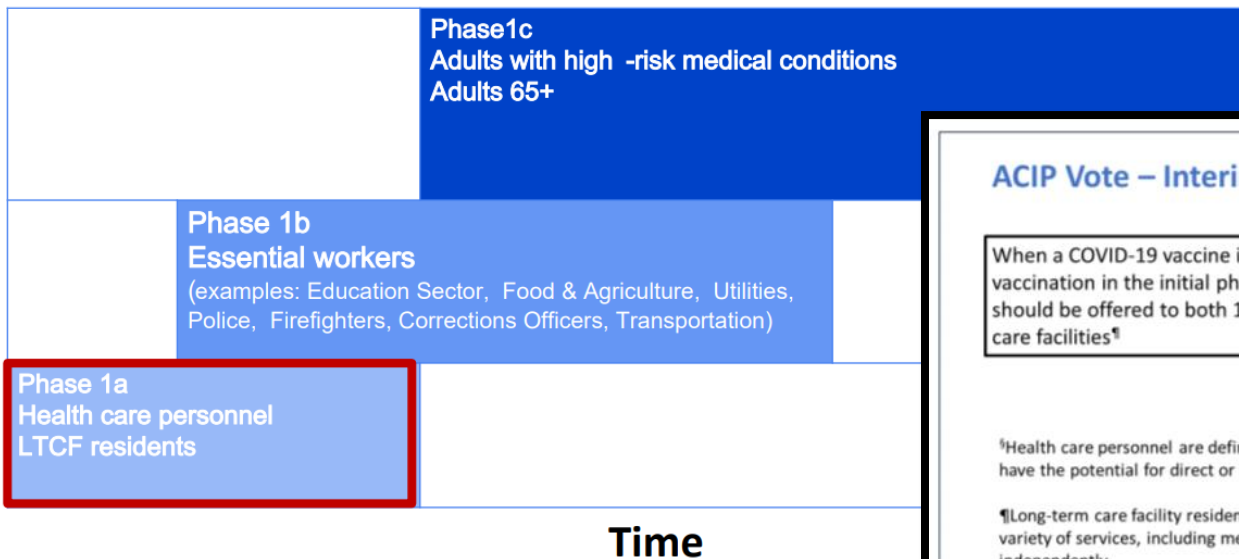 Phase1c
Adults with high -risk medical conditions
Adults 65+
Phase 1b
Essential workers
(examples: Education Sector, Food & Agriculture, Utilities,
Police, Firefighters, Corrections Officers, Transportation)
Phase 1a
Health care personnel
LTCF residents
Time
ACIP Vote – Interi
When a COVID-19 vaccine i
vaccination in the initial ph
should be offered to both 1
care facilities¶
§Health care personnel are defin
have the potential for direct or
¶Long-term care facility residen
variety of services, including me